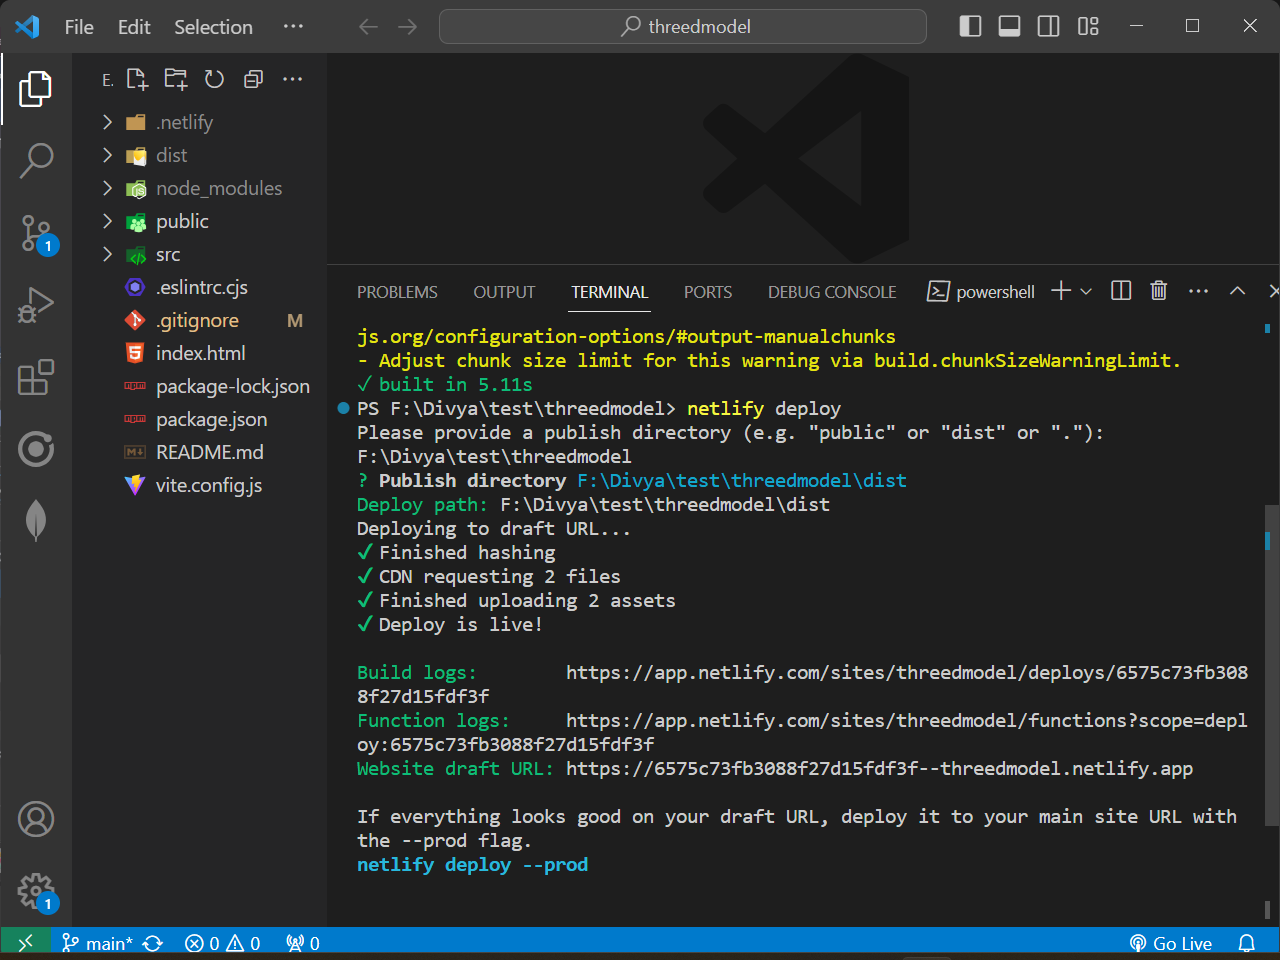 File Edit Selection ···
threedmodel
E.
.netlify
dist
node_modules
public
src
.eslintrc.cjs
.gitignore M
index.html
package-lock.json
package.json
README.md
vite.config.js
1
1
PROBLEMS OUTPUT TERMINAL PORTS DEBUG CONSOLE powershell
js.org/configuration-options/#output-manualchunks
- Adjust chunk size limit for this warning via build.chunkSizeWarningLimit.
✓ built in 5.11s
PS F:\Divya\test\threedmodel> netlify deploy
Please provide a publish directory (e.g. "public" or "dist" or "."):
F:\Divya\test\threedmodel
? Publish directory F:\Divya\test\threedmodel\dist
Deploy path: F:\Divya\test\threedmodel\dist
Deploying to draft URL...
✓ Finished hashing
✓ CDN requesting 2 files
✓ Finished uploading 2 assets
✓ Deploy is live!
Build logs: https://app.netlify.com/sites/threedmodel/deploys/6575c73fb308
8f27d15fdf3f
Function logs: https://app.netlify.com/sites/threedmodel/functions?scope=depl
oy:6575c73fb3088f27d15fdf3f
Website draft URL: https://6575c73fb3088f27d15fdf3f--threedmodel.netlify.app
If everything looks good on your draft URL, deploy it to your main site URL with
the --prod flag.
netlify deploy --prod
main* 0 0 0 Go Live